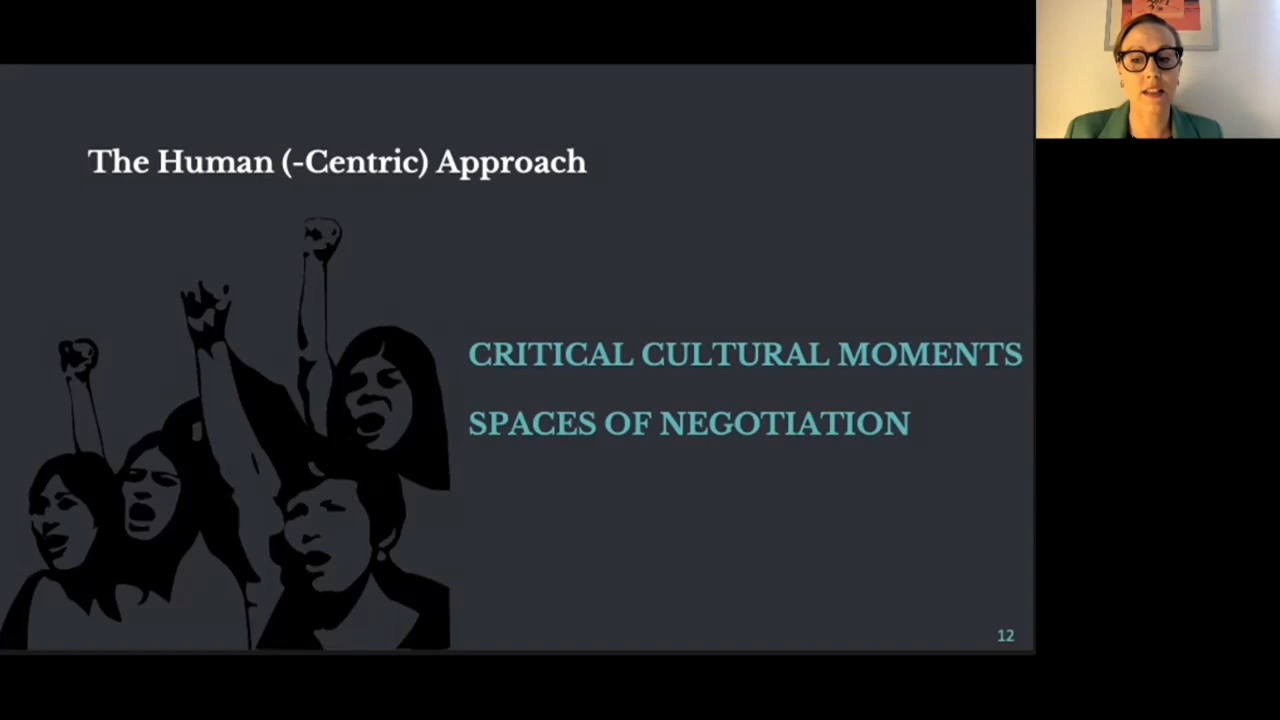 The Human (-Centric) Approach
CRITICAL CULTURAL MOMENTS
SPACES OF NEGOTIATION
12